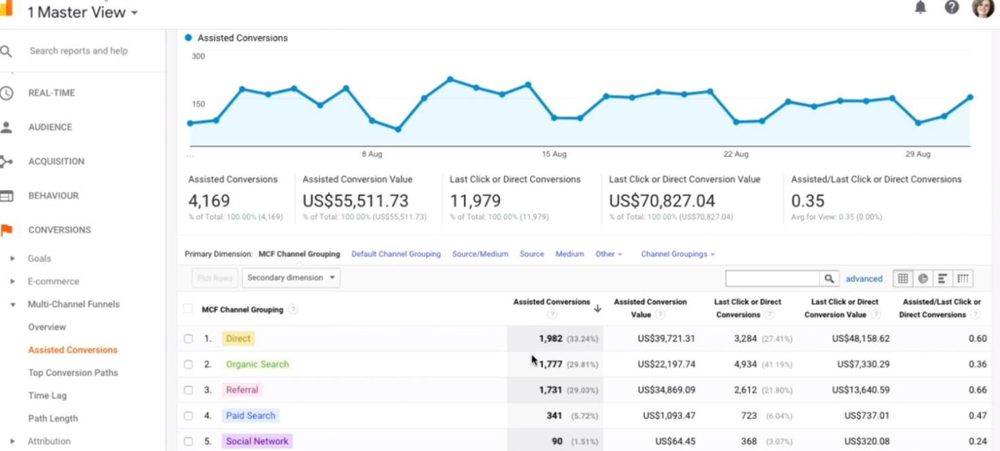 1 Master View
Search reports and help
REAL-TIME
AUDIENCE
ACQUISITION
BEHAVIOUR
CONVERSIONS
Goals
E-commerce
Multi-Channel Funnels
Overview
Assisted Conversions
Top Conversion Paths
Time Lag
Path Length
Attribution
Assisted Conversions
300
150
... 8 Aug 15 Aug 22 Aug 29 Aug
Assisted Conversions
4,169
% of Total: 100.00% (4,169)
Assisted Conversion Value
US$55,511.73
% of Total: 100.00% (US$55,511.73)
Last Click or Direct Conversions
11,979
% of Total: 100.00% (11,979)
Last Click or Direct Conversion Value
US$70,827.04
% of Total: 100.00% (US$70,827.04)
Assisted/Last Click or Direct Conversions
0.35
Avg for View: 0.35 (0.00%)
Primary Dimension: MCF Channel Grouping Default Channel Grouping Source/Medium Source Medium Other Channel Groupings
Plot Rows Secondary dimension advanced
MCF Channel Grouping ?
Assisted Conversions
?
Assisted Conversion
Value ?
Last Click or Direct
Conversions ?
Last Click or Direct
Conversion Value ?
Assisted/Last Click or
Direct Conversions ?
1. Direct 1,982 (33.24%) US$39,721.31 3,284 (27.41%) US$48,158.62 0.60
2. Organic Search 1,777 (29.81%) US$22,197.74 4,934 (41.19%) US$7,330.29 0.36
3. Referral 1,731 (29.03%) US$34,869.09 2,612 (21.80%) US$13,640.59 0.66
4. Paid Search 341 (5.72%) US$1,093.47 723 (6.04%) US$737.01 0.47
5. Social Network 90 (1.51%) US$64.45 368 (3.07%) US$320.08 0.24